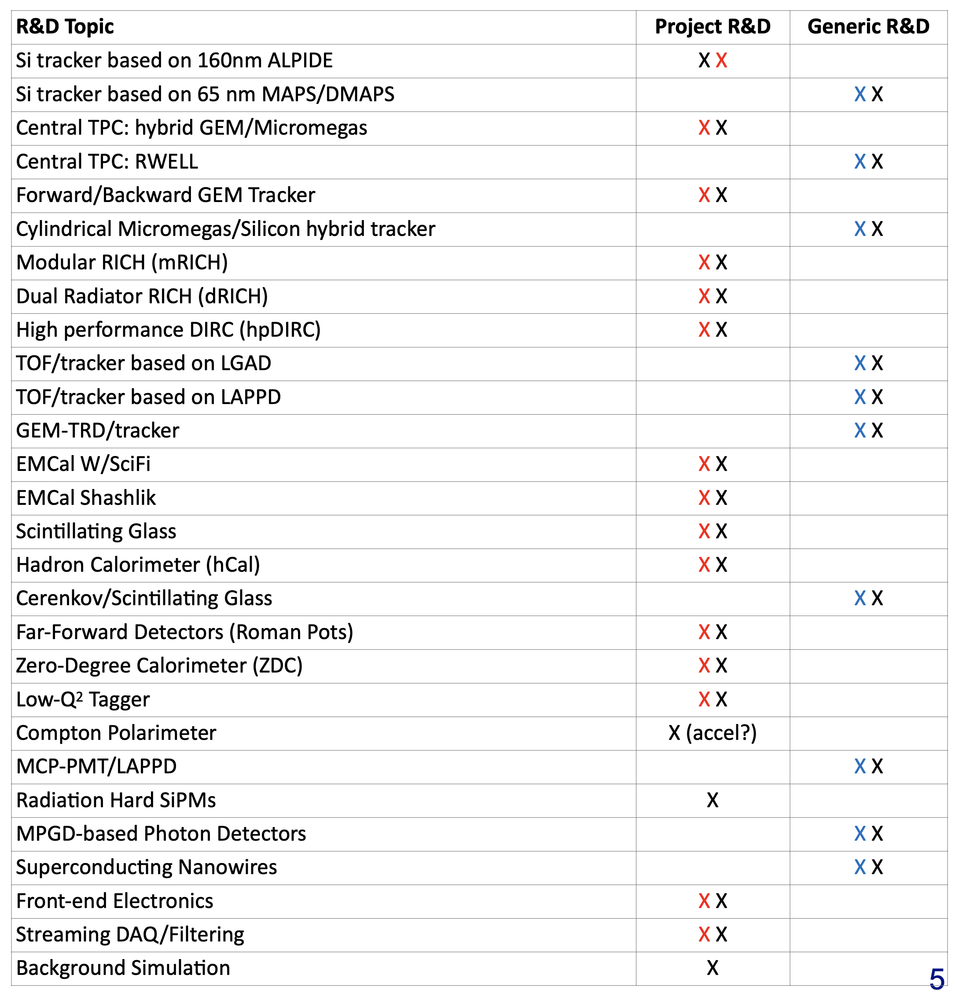 R&D Topic Project R&D Generic R&D
Si tracker based on 160nm ALPIDE X X
Si tracker based on 65 nm MAPS/DMAPS X X
Central TPC: hybrid GEM/Micromegas X X
Central TPC: RWELL X X
Forward/Backward GEM Tracker X X
Cylindrical Micromegas/Silicon hybrid tracker X X
Modular RICH (mRICH) X X
Dual Radiator RICH (dRICH) X X
High performance DIRC (hpDIRC) X X
TOF/tracker based on LGAD X X
TOF/tracker based on LAPPD X X
GEM-TRD/tracker X X
EMCal W/SciFi X X
EMCal Shashlik X X
Scintillating Glass X X
Hadron Calorimeter (hCal) X X
Cerenkov/Scintillating Glass X X
Far-Forward Detectors (Roman Pots) X X
Zero-Degree Calorimeter (ZDC) X X
Low-Q² Tagger X X
Compton Polarimeter X (accel?)
MCP-PMT/LAPPD X X
Radiation Hard SiPMs X
MPGD-based Photon Detectors X X
Superconducting Nanowires X X
Front-end Electronics X X
Streaming DAQ/Filtering X X
Background Simulation X
5